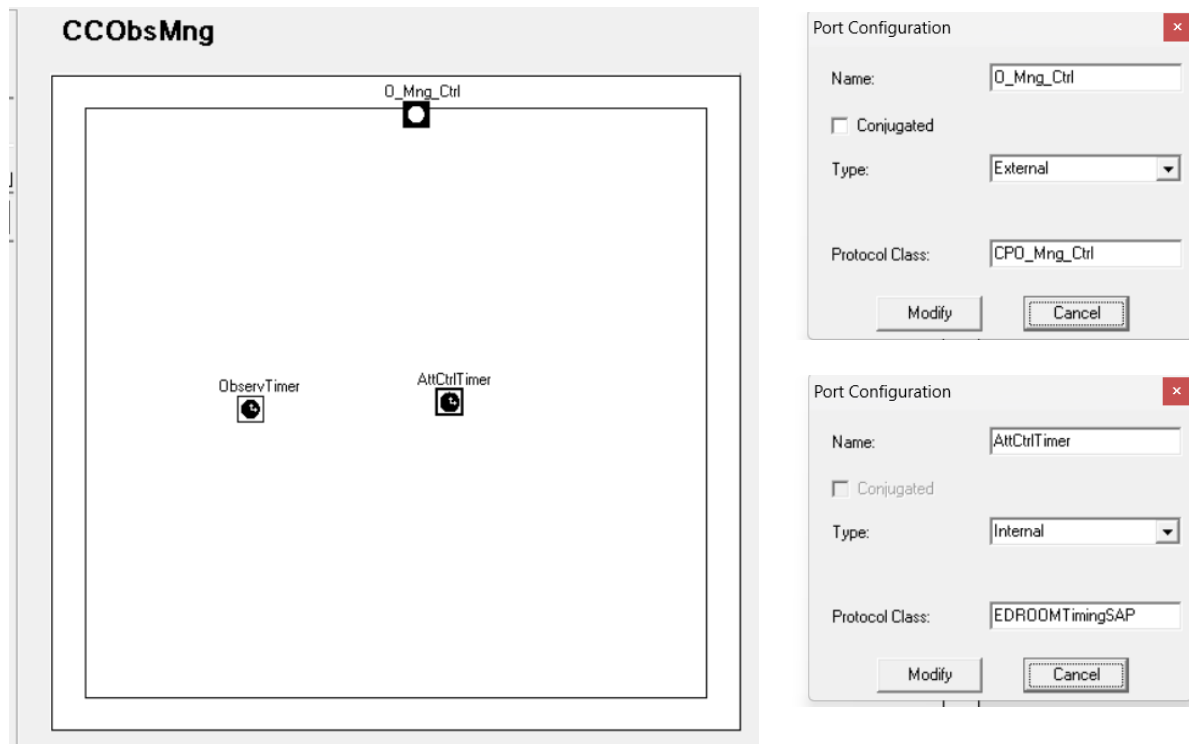 CCObsMng
O_Mng_Ctrl
ObservTimer
AttCtrlTimer
Port Configuration
Name:
O_Mng_Ctrl
Conjugated
Type:
External
Protocol Class:
CPO_Mng_Ctrl
Modify
Cancel
Port Configuration
Name:
AttCtrlTimer
Conjugated
Type:
Internal
Protocol Class:
EDROOMTimingSAP
Modify
Cancel